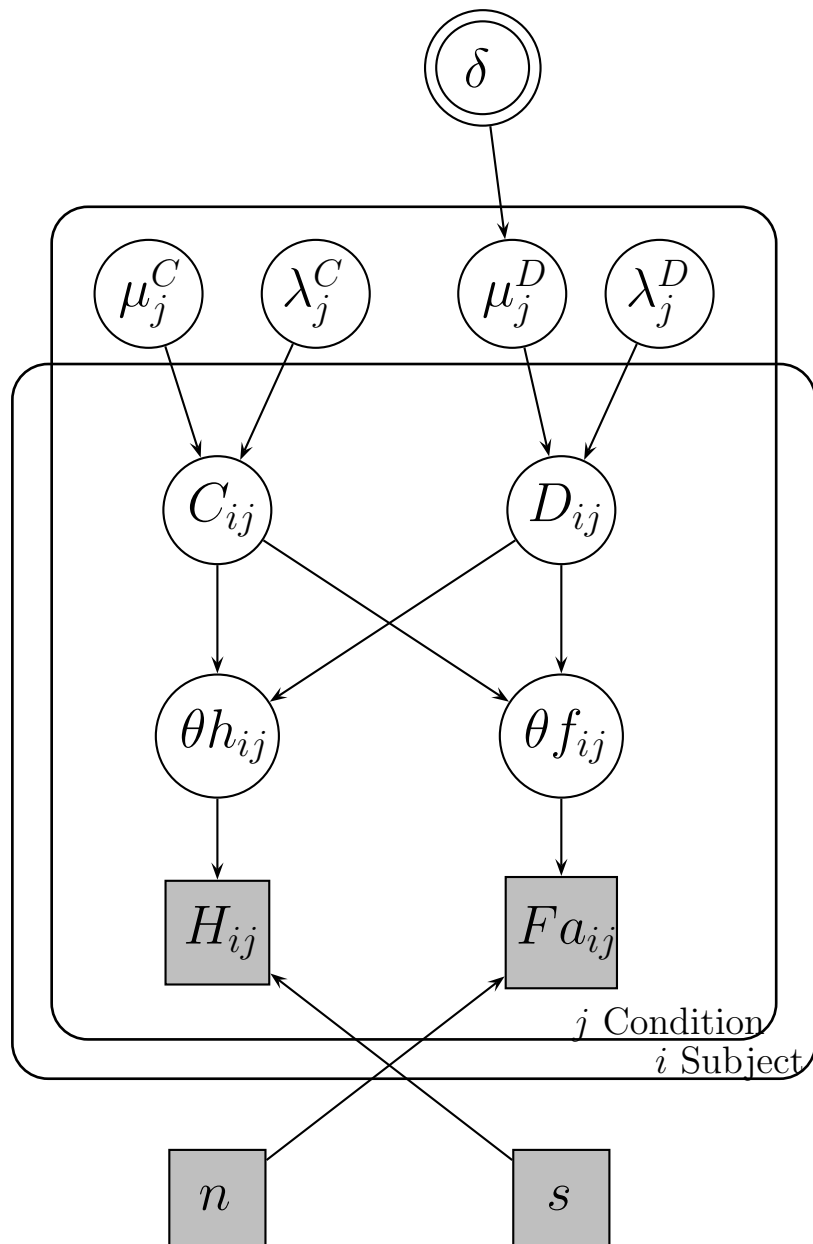 δ
μ_j^C λ_j^C μ_j^D λ_j^D
C_ij D_ij
θh_ij θf_ij
H_ij Fa_ij
j Condition
i Subject
n s